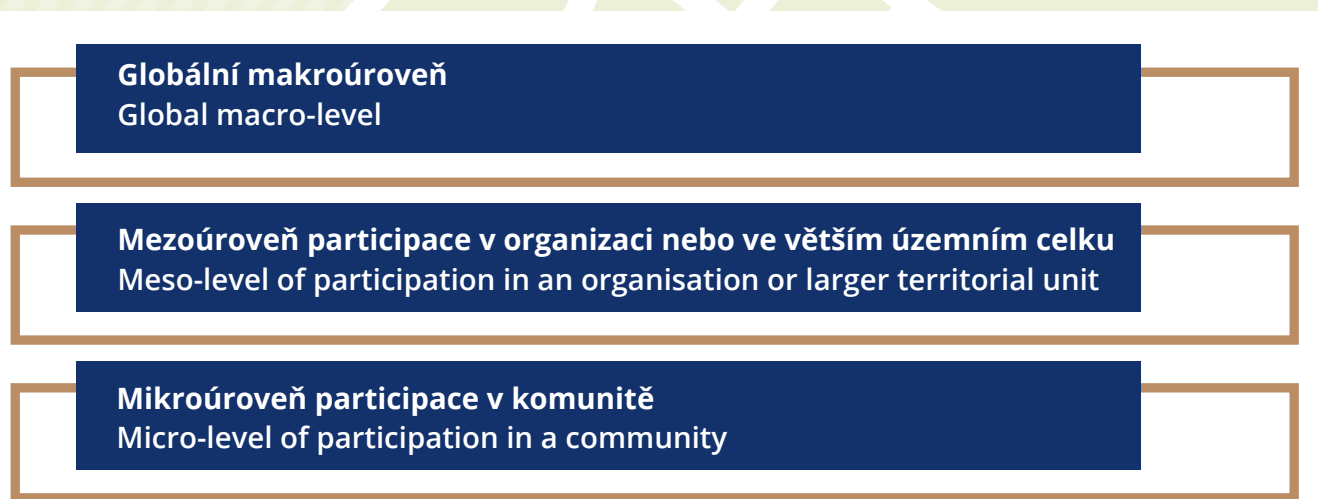 Globální makroúroveň
Global macro-level
Mezoúroveň participace v organizaci nebo ve větším územním celku
Meso-level of participation in an organisation or larger territorial unit
Mikroúroveň participace v komunitě
Micro-level of participation in a community